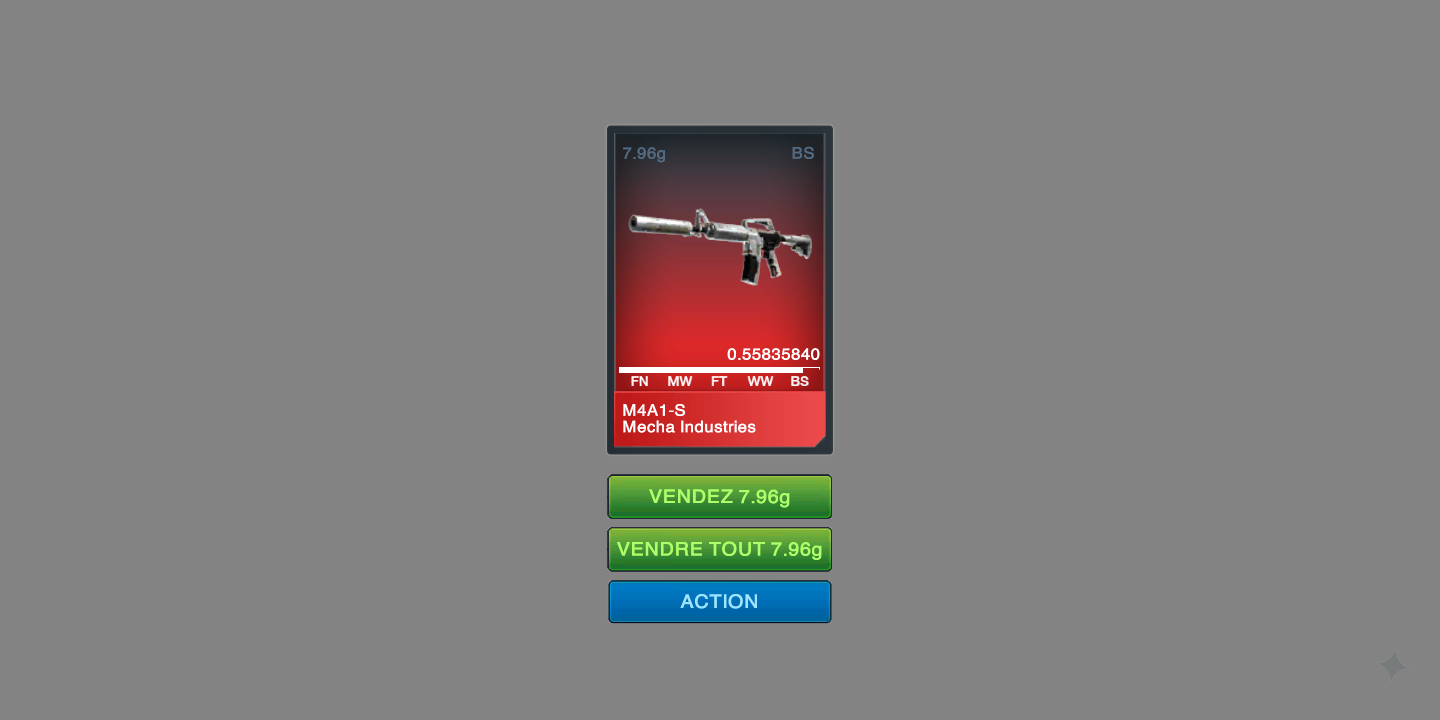 7.96g BS
0.55835840
FN MW FT WW BS
M4A1-S
Mecha Industries
VENDEZ 7.96g
VENDRE TOUT 7.96g
ACTION